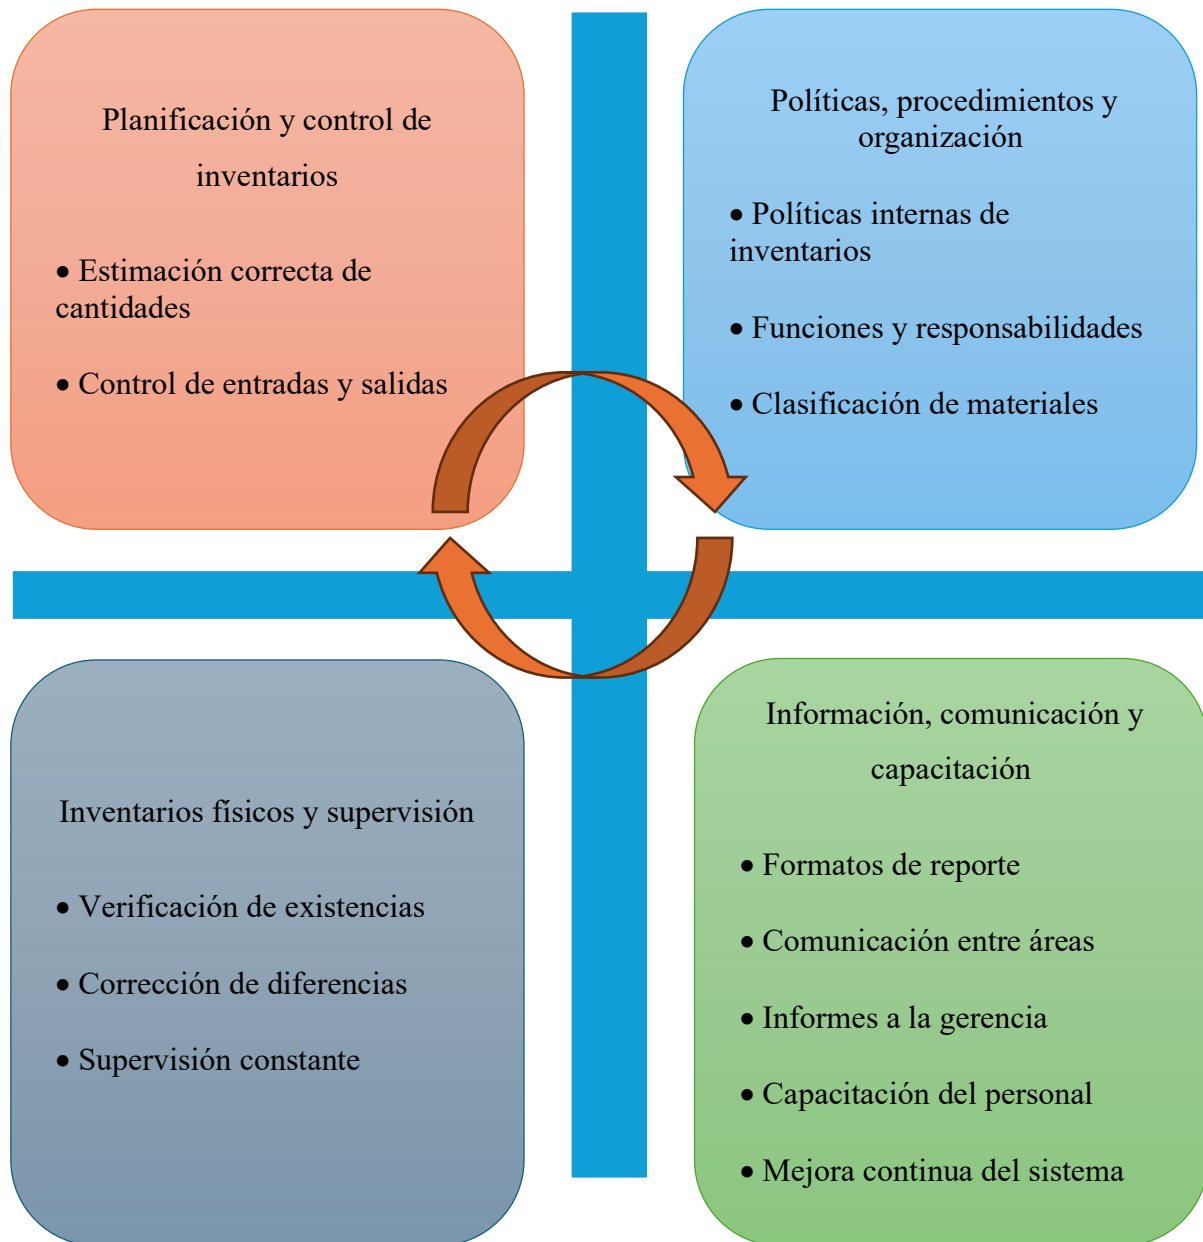 Planificación y control de
inventarios
• Estimación correcta de
cantidades
• Control de entradas y salidas
Políticas, procedimientos y
organización
• Políticas internas de
inventarios
• Funciones y responsabilidades
• Clasificación de materiales
Inventarios físicos y supervisión
• Verificación de existencias
• Corrección de diferencias
• Supervisión constante
Información, comunicación y
capacitación
• Formatos de reporte
• Comunicación entre áreas
• Informes a la gerencia
• Capacitación del personal
• Mejora continua del sistema